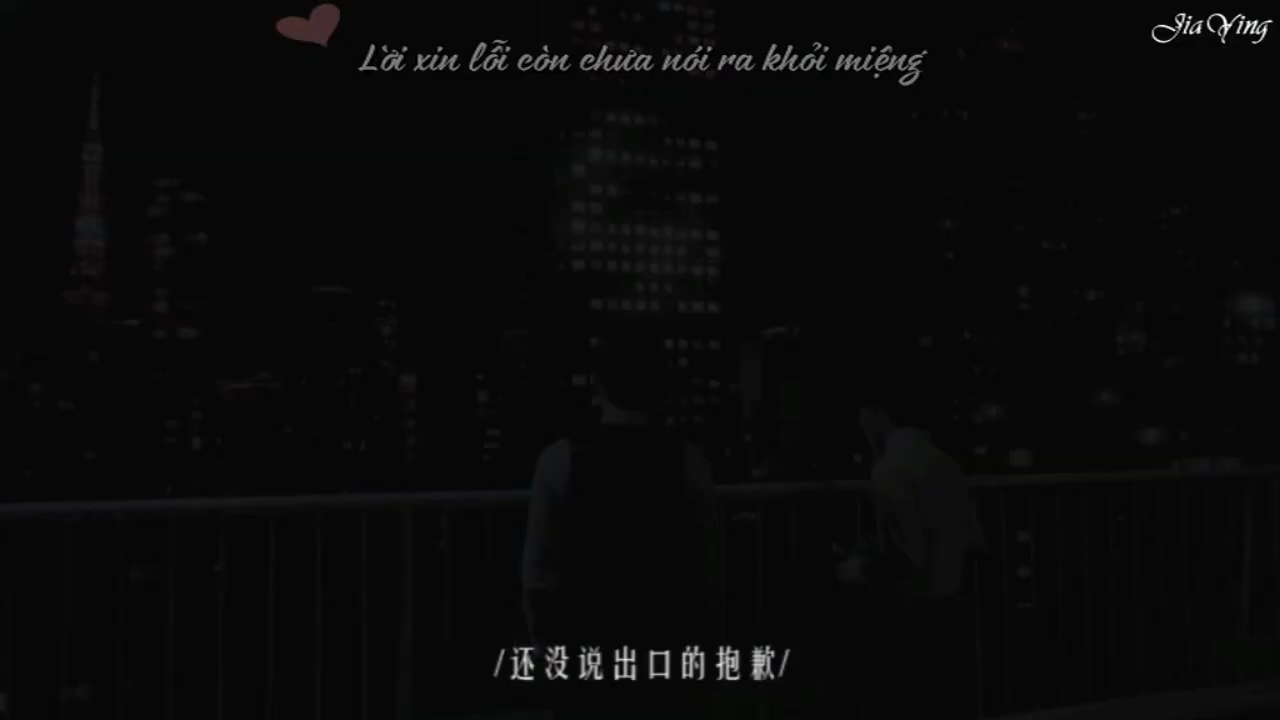 JiaYing
Lời xin lỗi còn chưa nói ra khỏi miệng
/还没说出口的抱歉/